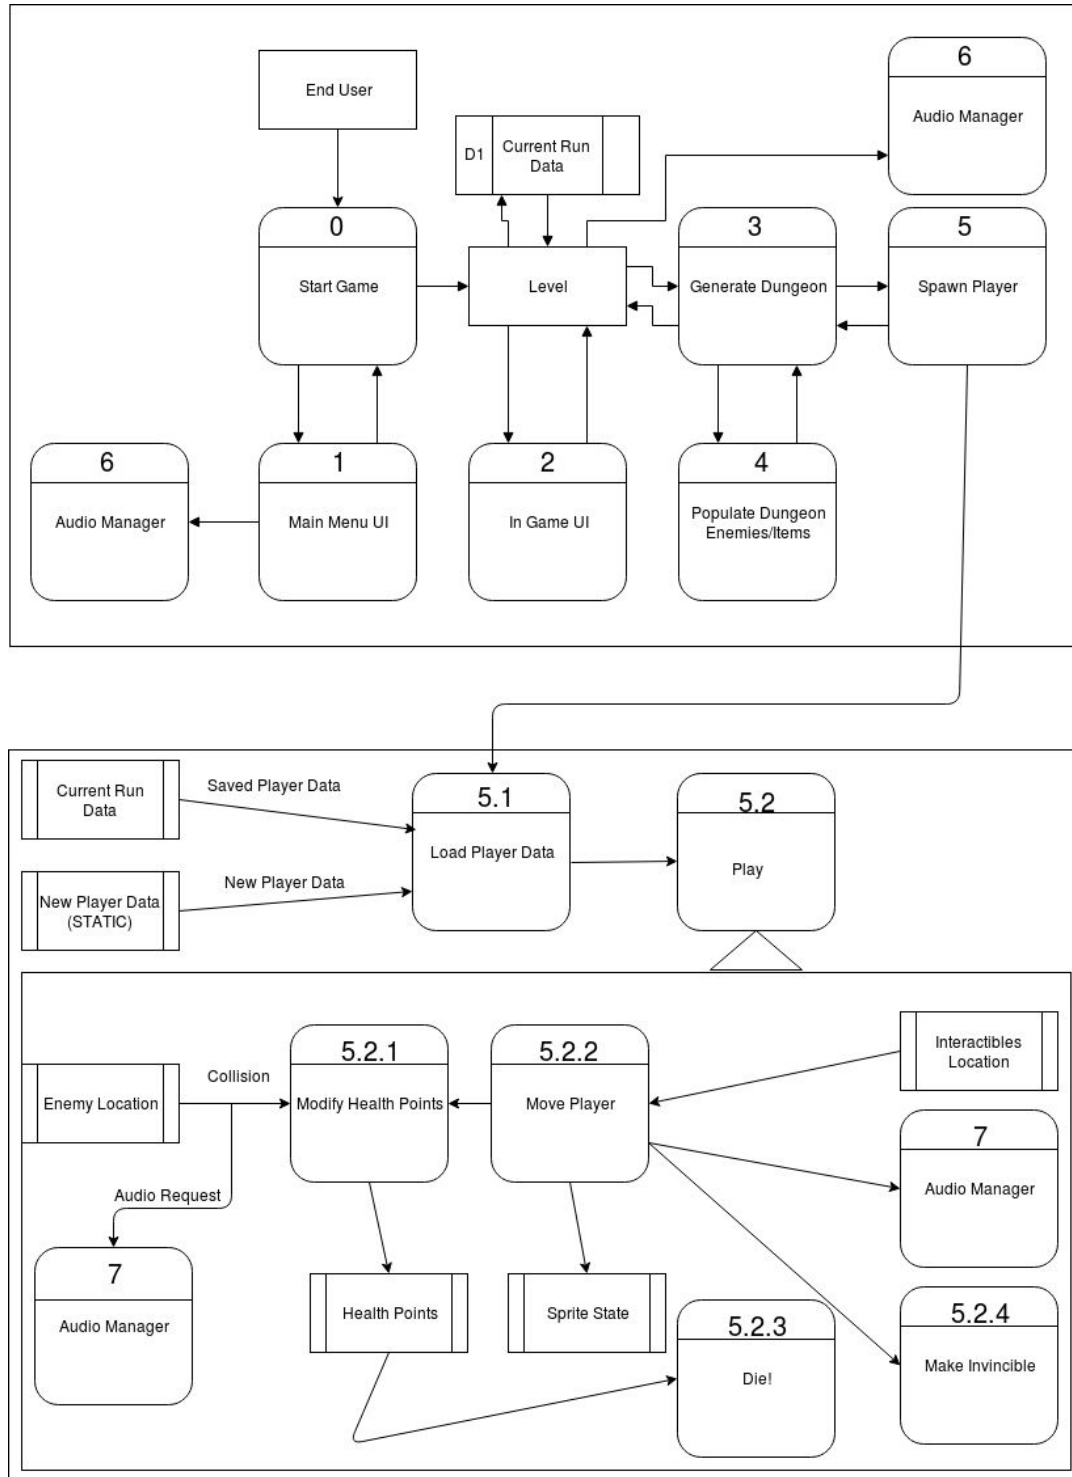 End User
6
Audio Manager
D1
Current Run
Data
0
Start Game
Level
3
Generate Dungeon
5
Spawn Player
6
Audio Manager
1
Main Menu UI
2
In Game UI
4
Populate Dungeon
Enemies/Items
Current Run
Data
Saved Player Data
5.1
Load Player Data
5.2
Play
New Player Data
(STATIC)
New Player Data
Enemy Location
Collision
5.2.1
Modify Health Points
5.2.2
Move Player
Interactibles
Location
7
Audio Manager
Audio Request
7
Audio Manager
Health Points
Sprite State
5.2.3
Die!
5.2.4
Make Invincible